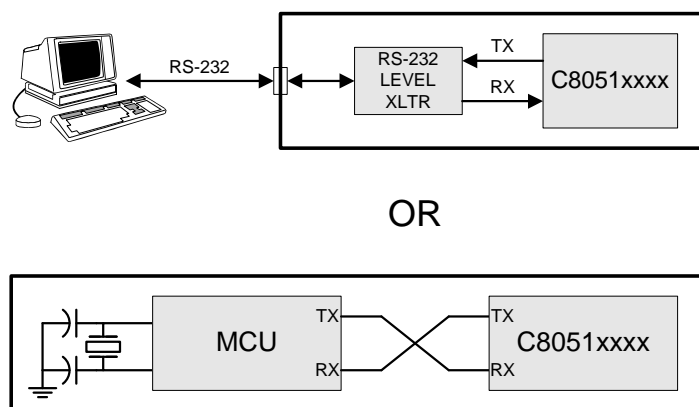 RS-232
RS-232
LEVEL
XLTR
TX
RX
C8051xxxx
OR
MCU
TX
RX
TX
RX
C8051xxxx